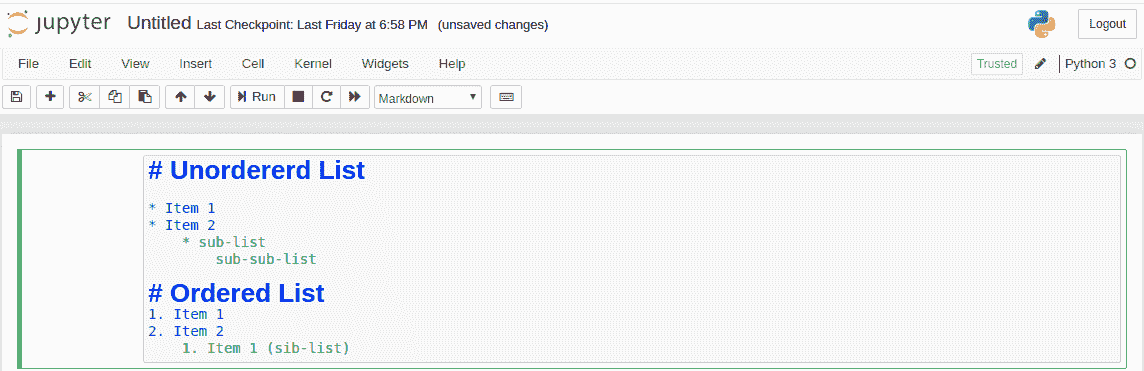 jupyter Untitled Last Checkpoint: Last Friday at 6:58 PM (unsaved changes) Logout
File Edit View Insert Cell Kernel Widgets Help Trusted Python 3
Run Markdown
# Unordererd List
* Item 1
* Item 2
* sub-list
sub-sub-list
# Ordered List
1. Item 1
2. Item 2
1. Item 1 (sib-list)